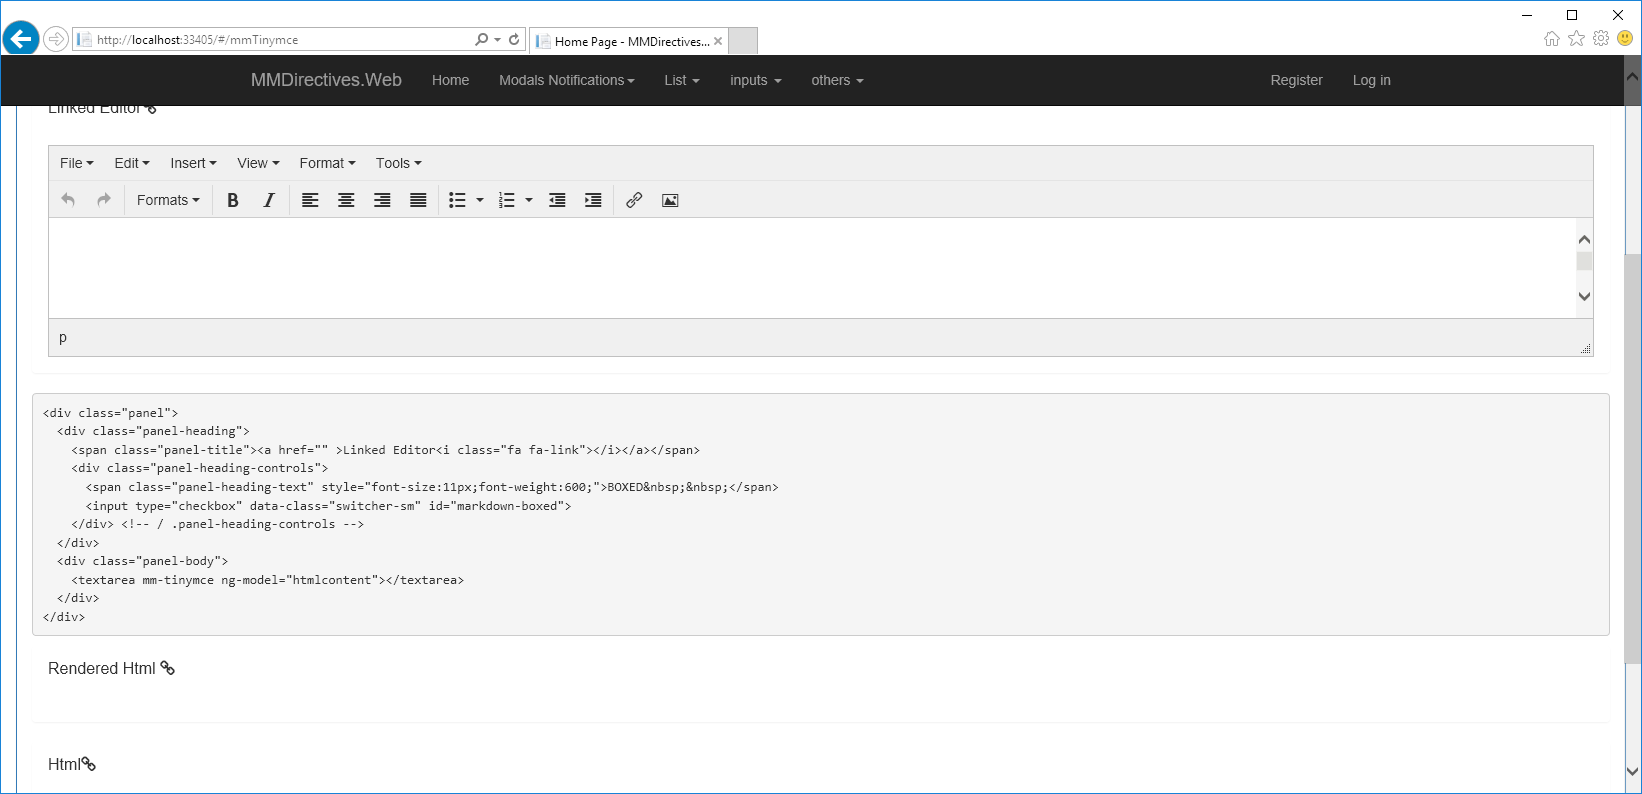 http://localhost:33405/#/mmTinymce
Home Page - MMDirectives...
MMDirectives.Web Home Modals Notifications List inputs others Register Log in
Linked Editor
File Edit Insert View Format Tools
Formats B I
p
<div class="panel">
  <div class="panel-heading">
    <span class="panel-title"><a href="" >Linked Editor<i class="fa fa-link"></i></a></span>
    <div class="panel-heading-controls">
      <span class="panel-heading-text" style="font-size:11px;font-weight:600;">BOXED&nbsp;&nbsp;</span>
      <input type="checkbox" data-class="switcher-sm" id="markdown-boxed">
    </div> <!-- / .panel-heading-controls -->
  </div>
  <div class="panel-body">
    <textarea mm-tinymce ng-model="htmlcontent"></textarea>
  </div>
</div>
Rendered Html
Html